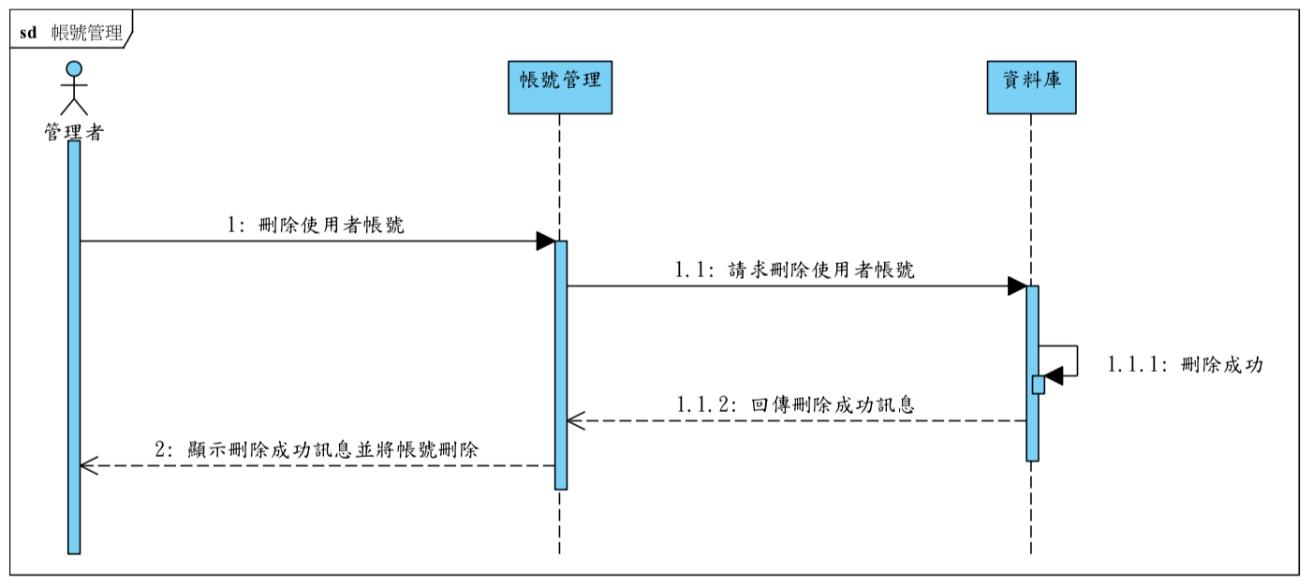 sd 帳號管理
帳號管理
資料庫
管理者
1: 刪除使用者帳號
1.1: 請求刪除使用者帳號
1.1.1: 刪除成功
1.1.2: 回傳刪除成功訊息
2: 顯示刪除成功訊息並將帳號刪除